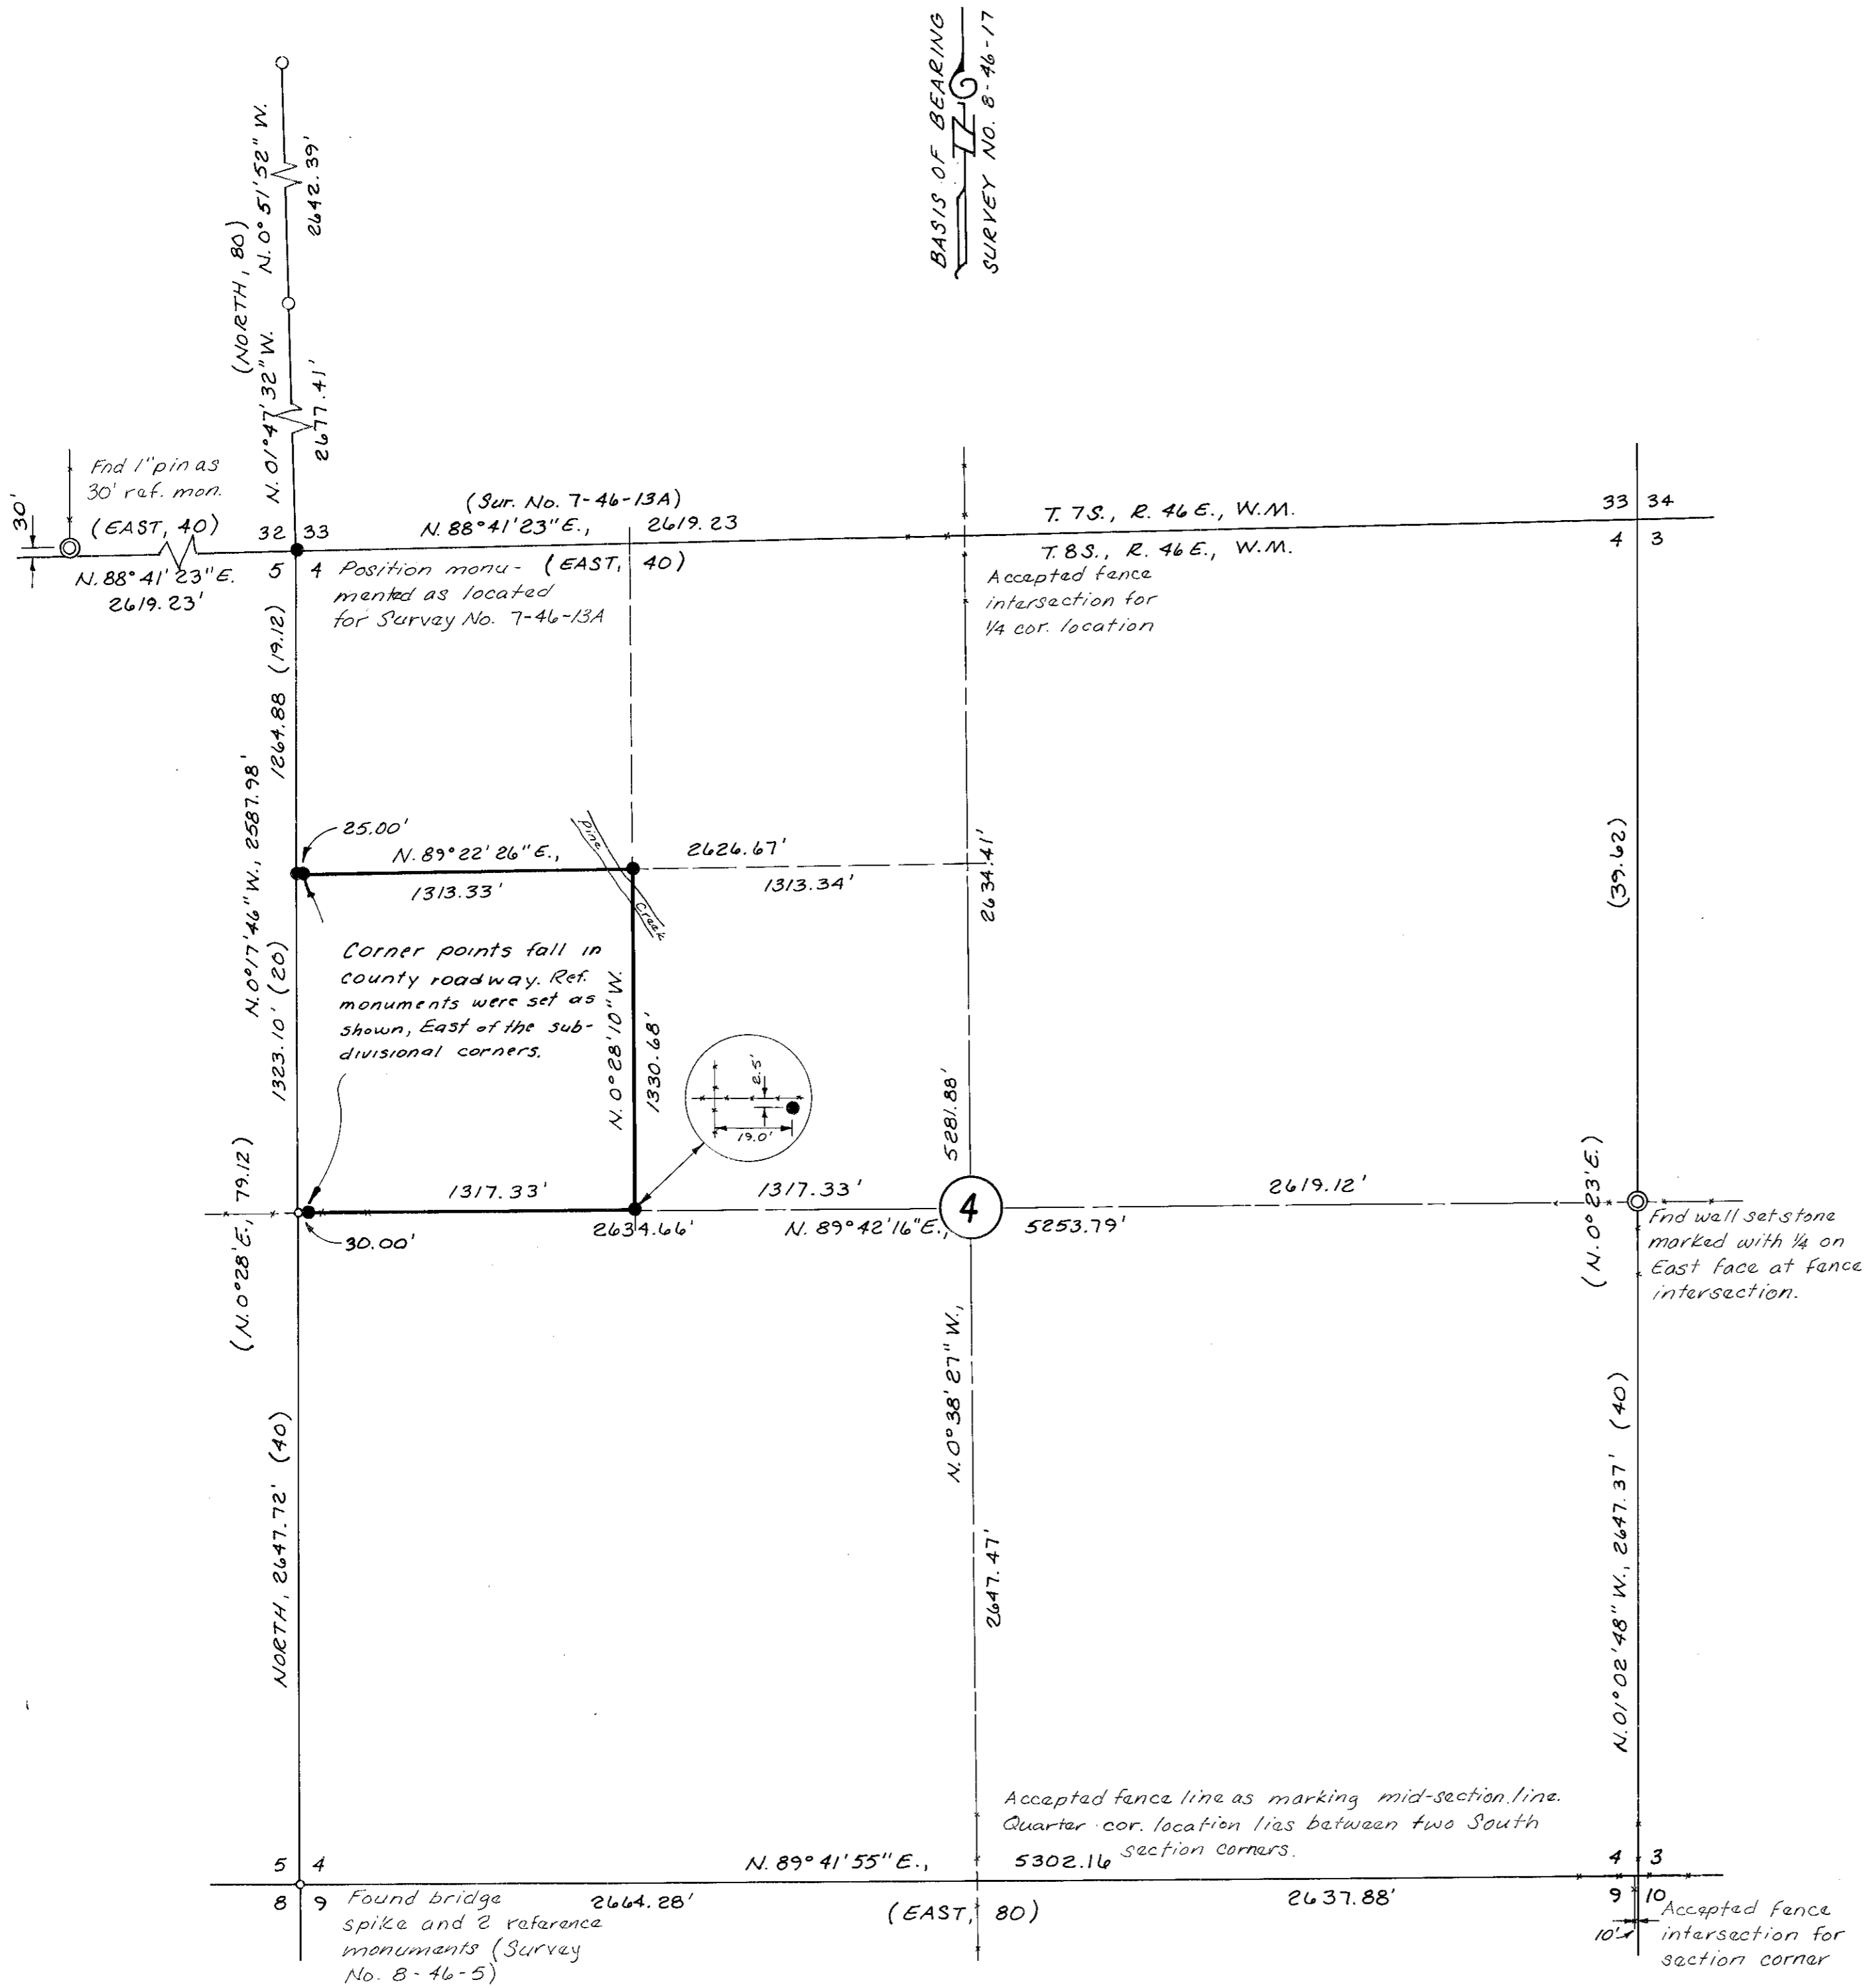 BASIS OF BEARING
SURVEY NO. 8-46-17
(NORTH, 80)
N. 0° 51' 52" W.
2642.39'
N. 01° 47' 32" W.
2677.41'
Fnd 1" pin as
30' ref. mon.
30'
(EAST, 40)
N. 88° 41' 23" E.
2619.23'
32 33
5 4
(Sur. No. 7-46-13A)
N. 88° 41' 23" E., 2619.23
(EAST, 40)
Position monu-
mented as located
for Survey No. 7-46-13A
T. 7S., R. 46 E., W.M.
T. 8S., R. 46 E., W.M.
33 34
4 3
Accepted fence
intersection for
1/4 cor. location
1264.88 (19.12)
N. 0° 17' 46" W., 2587.98'
1323.10' (20)
(N. 0° 28' E., 79.12)
25.00'
N. 89° 22' 26" E., 2626.67'
1313.33' 1313.34'
Pine Creek
2634.41'
(39.62)
Corner points fall in
county roadway. Ref.
monuments were set as
shown, East of the sub-
divisional corners.
N. 0° 28' 10" W.
1330.68'
2.5'
19.0'
5281.88'
(N. 0° 23' E.)
1317.33' 1317.33' 4 2619.12'
30.00' 2634.66' N. 89° 42' 16" E., 5253.79'
Fnd well set stone
marked with 1/4 on
East face at fence
intersection.
N. 0° 38' 27" W.,
2647.47'
NORTH, 2647.72' (40)
N. 01° 02' 48" W., 2647.37' (40)
Accepted fence line as marking mid-section line.
Quarter cor. location lies between two South
section corners.
5 4
8 9
N. 89° 41' 55" E., 5302.16
2664.28' (EAST, 80) 2637.88'
4 3
9 10
10'
Found bridge
spike and 2 reference
monuments (Survey
No. 8-46-5)
Accepted fence
intersection for
section corner